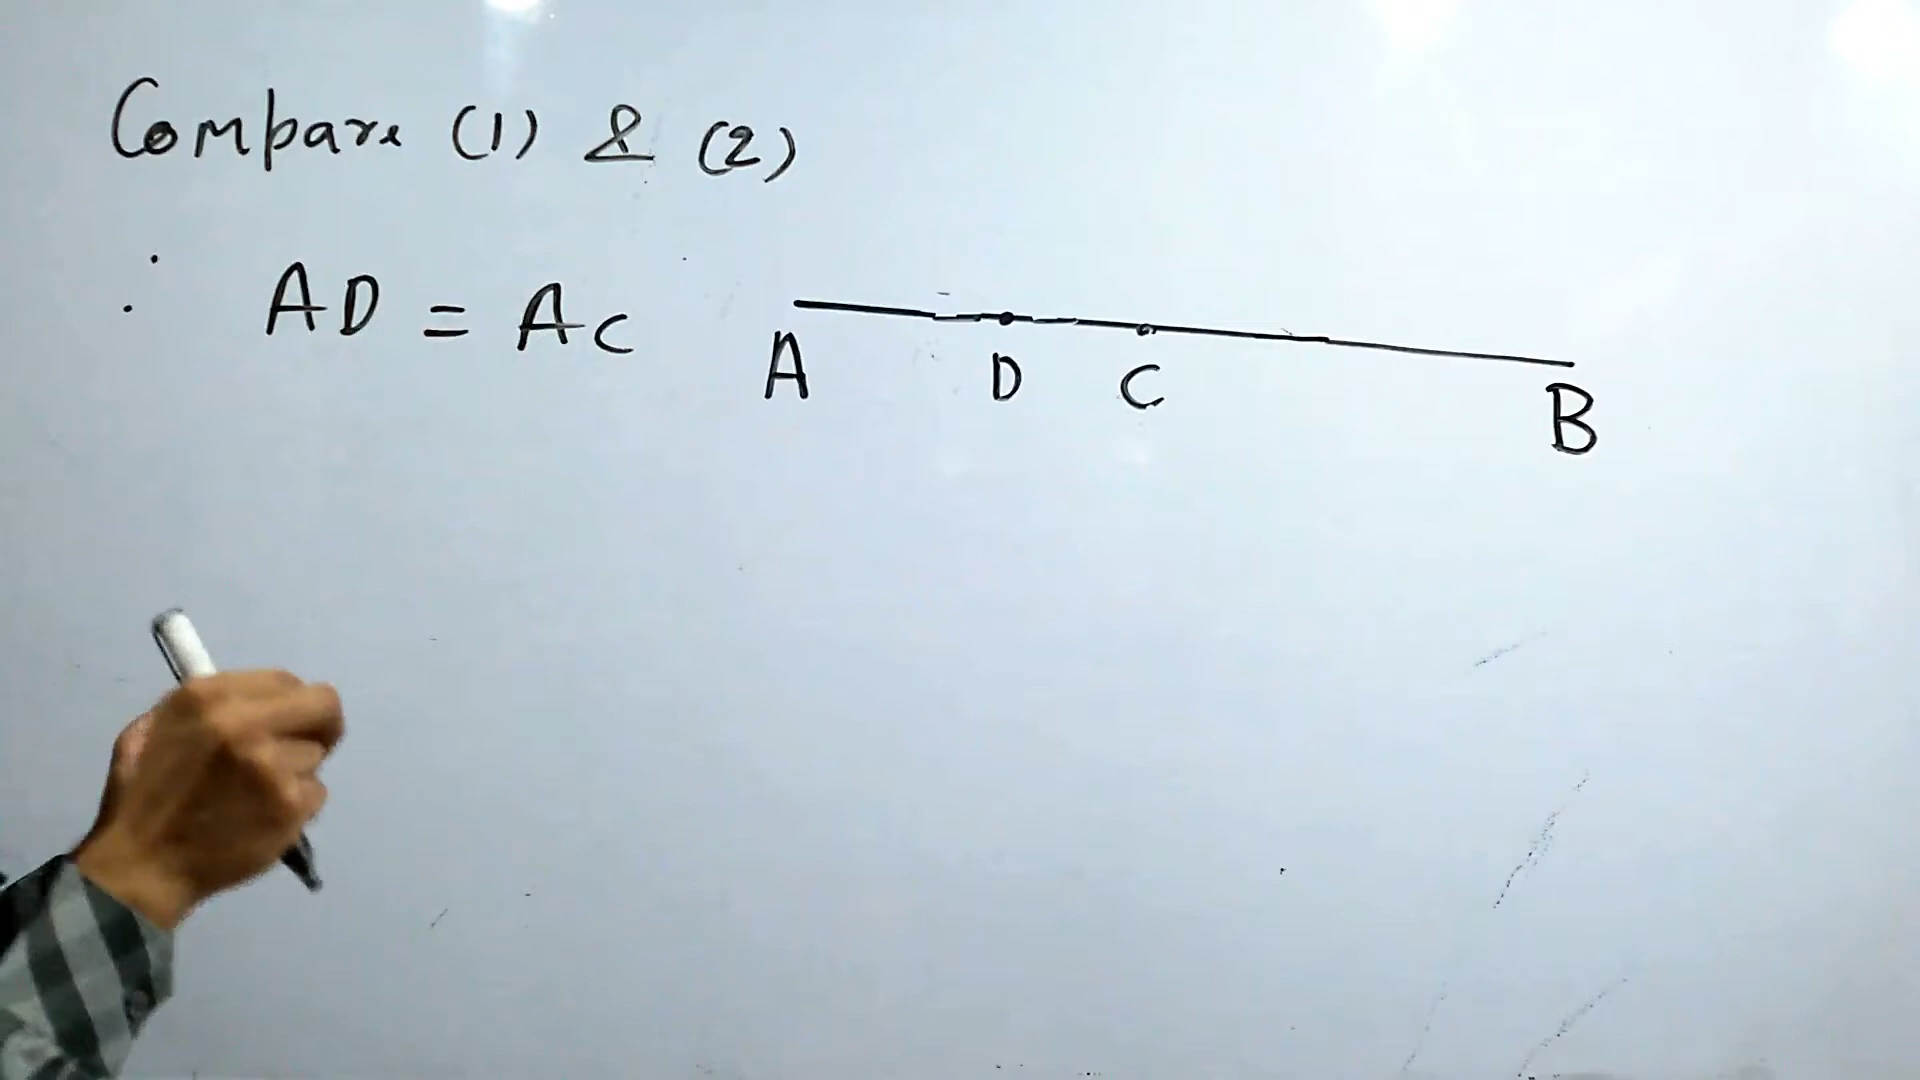 Compare (1) & (2)
∴ AD = AC
A D C B